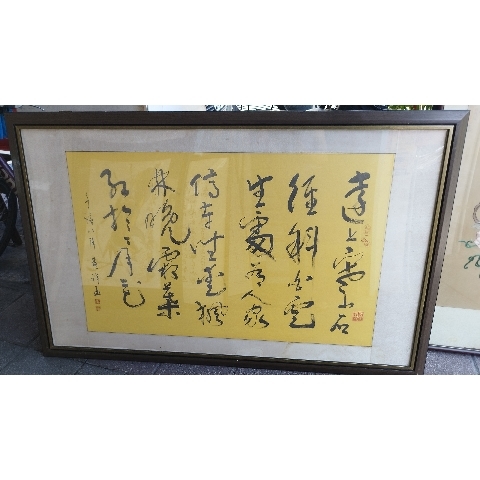 遠上寒山石
徑斜白雲
生處有人家
停車坐愛楓
林晚霜葉
紅於二月花